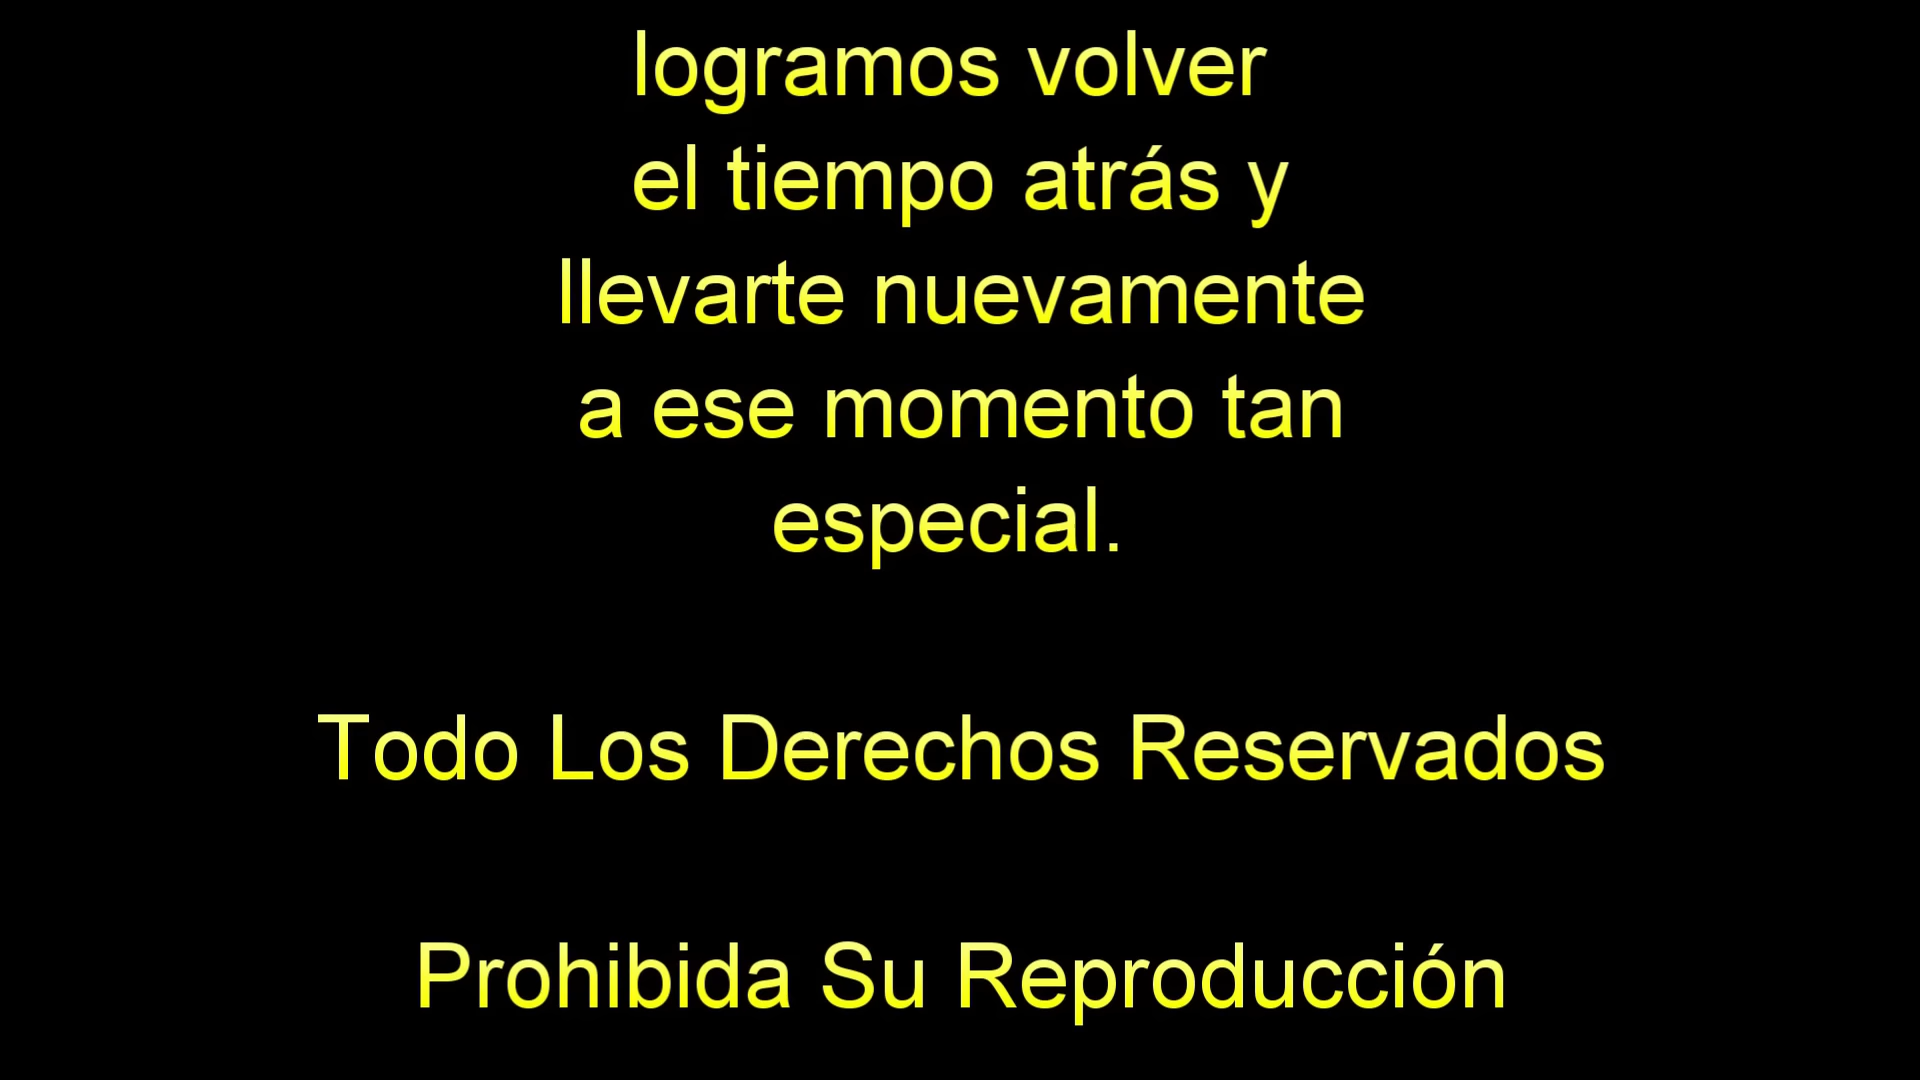 logramos volver
el tiempo atrás y
llevarte nuevamente
a ese momento tan
especial.
Todo Los Derechos Reservados
Prohibida Su Reproducción